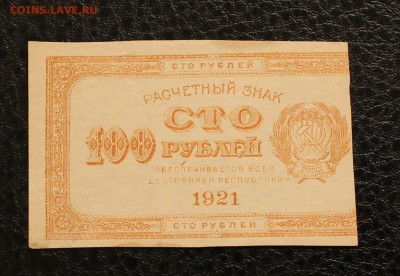 COINS.LAVE.RU
СТО РУБЛЕЙ
РАСЧЕТНЫЙ ЗНАК
СТО
100 РУБЛЕЙ
ОБЕСПЕЧИВАЕТСЯ ВСЕМ
ДОСТОЯНИЕМ РЕСПУБЛИКИ
1921
СТО РУБЛЕЙ